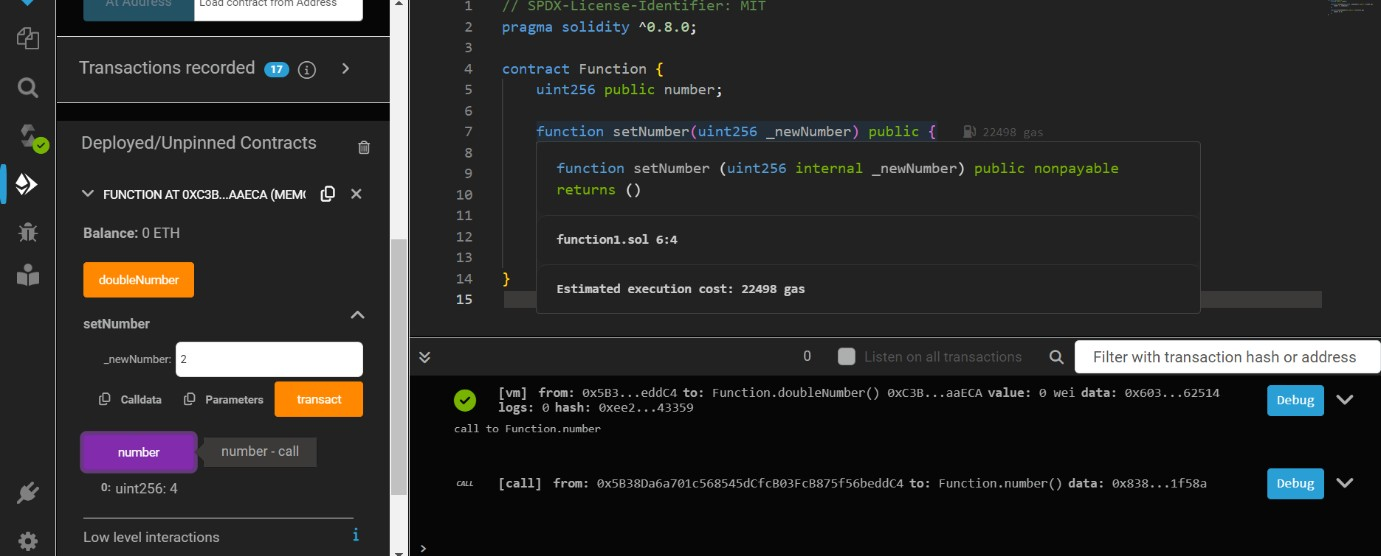 At Address
Load contract from Address
Transactions recorded 17 i
Deployed/Unpinned Contracts
FUNCTION AT 0XC3B...AAECA (MEMO
Balance: 0 ETH
doubleNumber
setNumber
_newNumber: 2
Calldata Parameters transact
number
number - call
0: uint256: 4
Low level interactions i
1 // SPDX-License-Identifier: MIT
2 pragma solidity ^0.8.0;
3
4 contract Function {
5 uint256 public number;
6
7 function setNumber(uint256 _newNumber) public { 22498 gas
8
9 function setNumber (uint256 internal _newNumber) public nonpayable
10 returns ()
11
12 function1.sol 6:4
13
14 }
15 Estimated execution cost: 22498 gas
0 Listen on all transactions Filter with transaction hash or address
[vm] from: 0x5B3...eddC4 to: Function.doubleNumber() 0xC3B...aaECA value: 0 wei data: 0x603...62514
logs: 0 hash: 0xee2...43359
Debug
call to Function.number
CALL [call] from: 0x5B38Da6a701c568545dCfcB03FcB875f56beddC4 to: Function.number() data: 0x838...1f58a
Debug
>